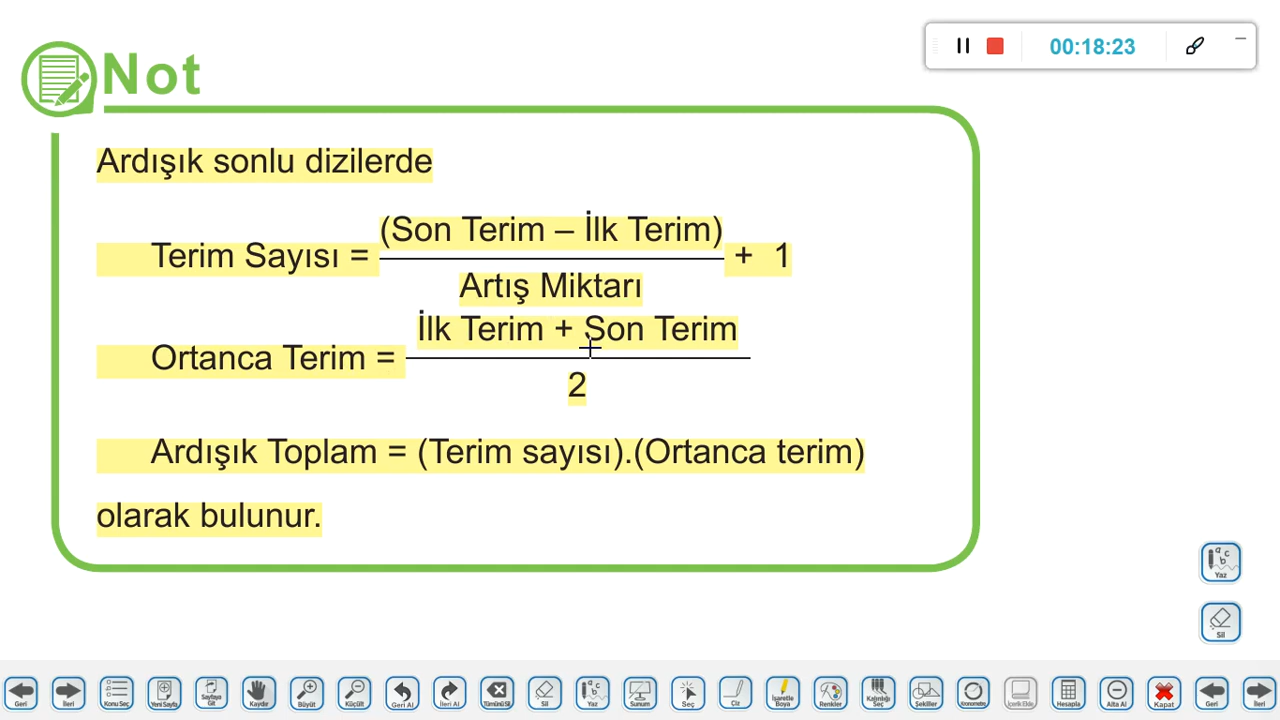 Not
00:18:23
Ardışık sonlu dizilerde
Terim Sayısı = (Son Terim – İlk Terim) / Artış Miktarı + 1
Ortanca Terim = İlk Terim + Son Terim / 2
Ardışık Toplam = (Terim sayısı).(Ortanca terim)
olarak bulunur.
a b c
Yaz
Sil
Geri İleri Konu Seç Yeni Sayfa Sayfaya Git Kaydır Büyüt Küçült Geri Al İleri Al Tümünü Sil Sil Yaz Sunum Seç Çiz İşaretle Boya Renkler Kalınlığı Seç Şekiller Kronometre İçerik Ekle Hesapla Alta Al Kapat Geri İleri